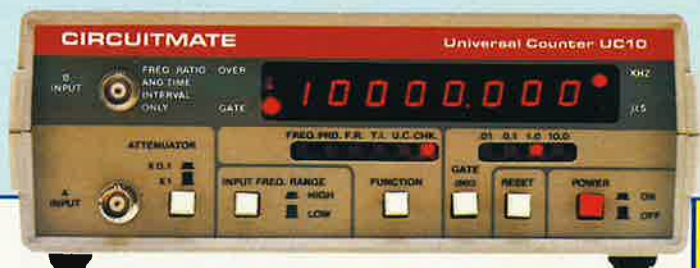 CIRCUITMATE
Universal Counter UC10
B INPUT
FREQ. RATIO
AND TIME
INTERVAL
ONLY
OVER
GATE
10000.000
KHZ
µS
FREQ. PRD. F.R. T.I. U.C. CHK.
.01 0.1 1.0 10.0
ATTENUATOR
X0.1
X1
A INPUT
INPUT FREQ. RANGE
HIGH
LOW
FUNCTION
GATE
(SEC)
RESET
POWER
ON
OFF